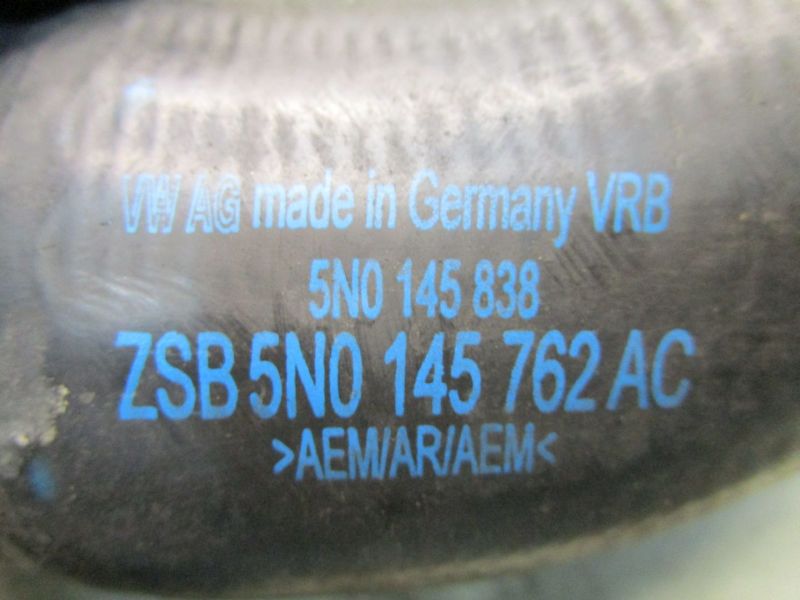 VW AG made in Germany VRB
5N0 145 838
ZSB 5N0 145 762 AC
>AEM/AR/AEM<